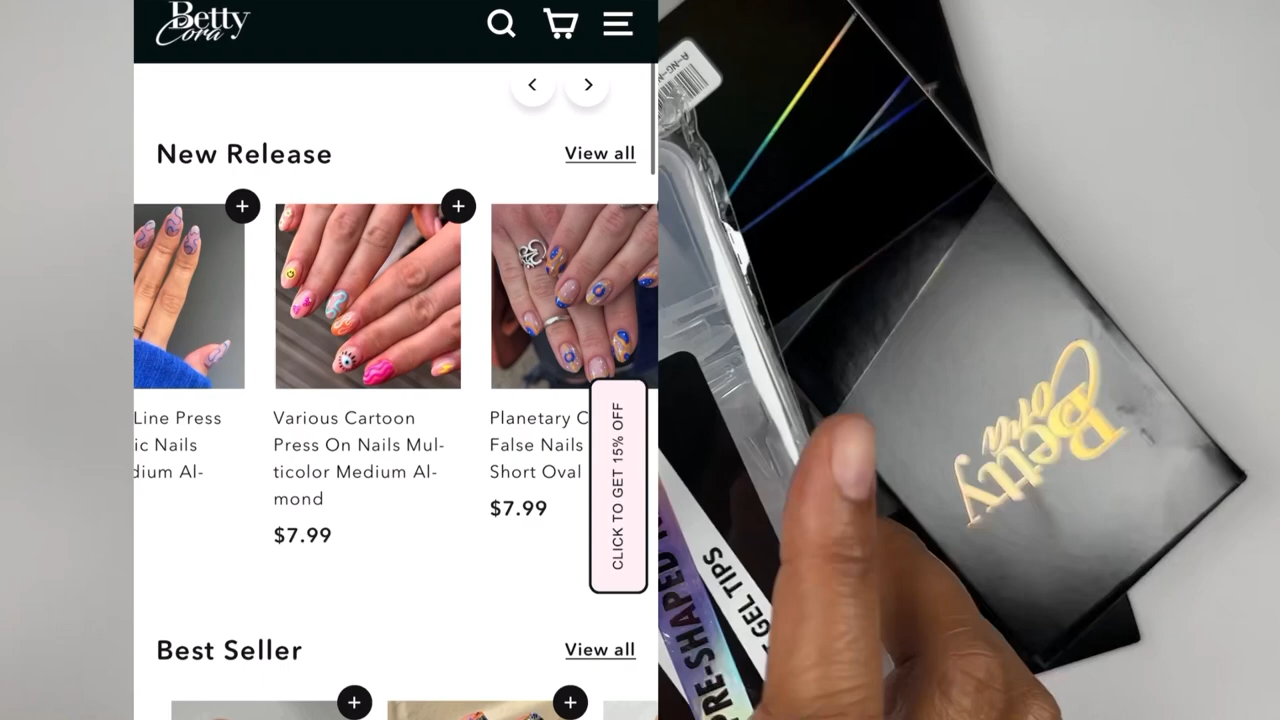 Betty
Cora
New Release
View all
Line Press
ic Nails
dium Al-
Various Cartoon
Press On Nails Mul-
ticolor Medium Al-
mond
$7.99
Planetary C
False Nails
Short Oval
$7.99
CLICK TO GET 15% OFF
Best Seller
View all
A-NG-
PRE-SHAPED
GEL TIPS
Betty
Cora